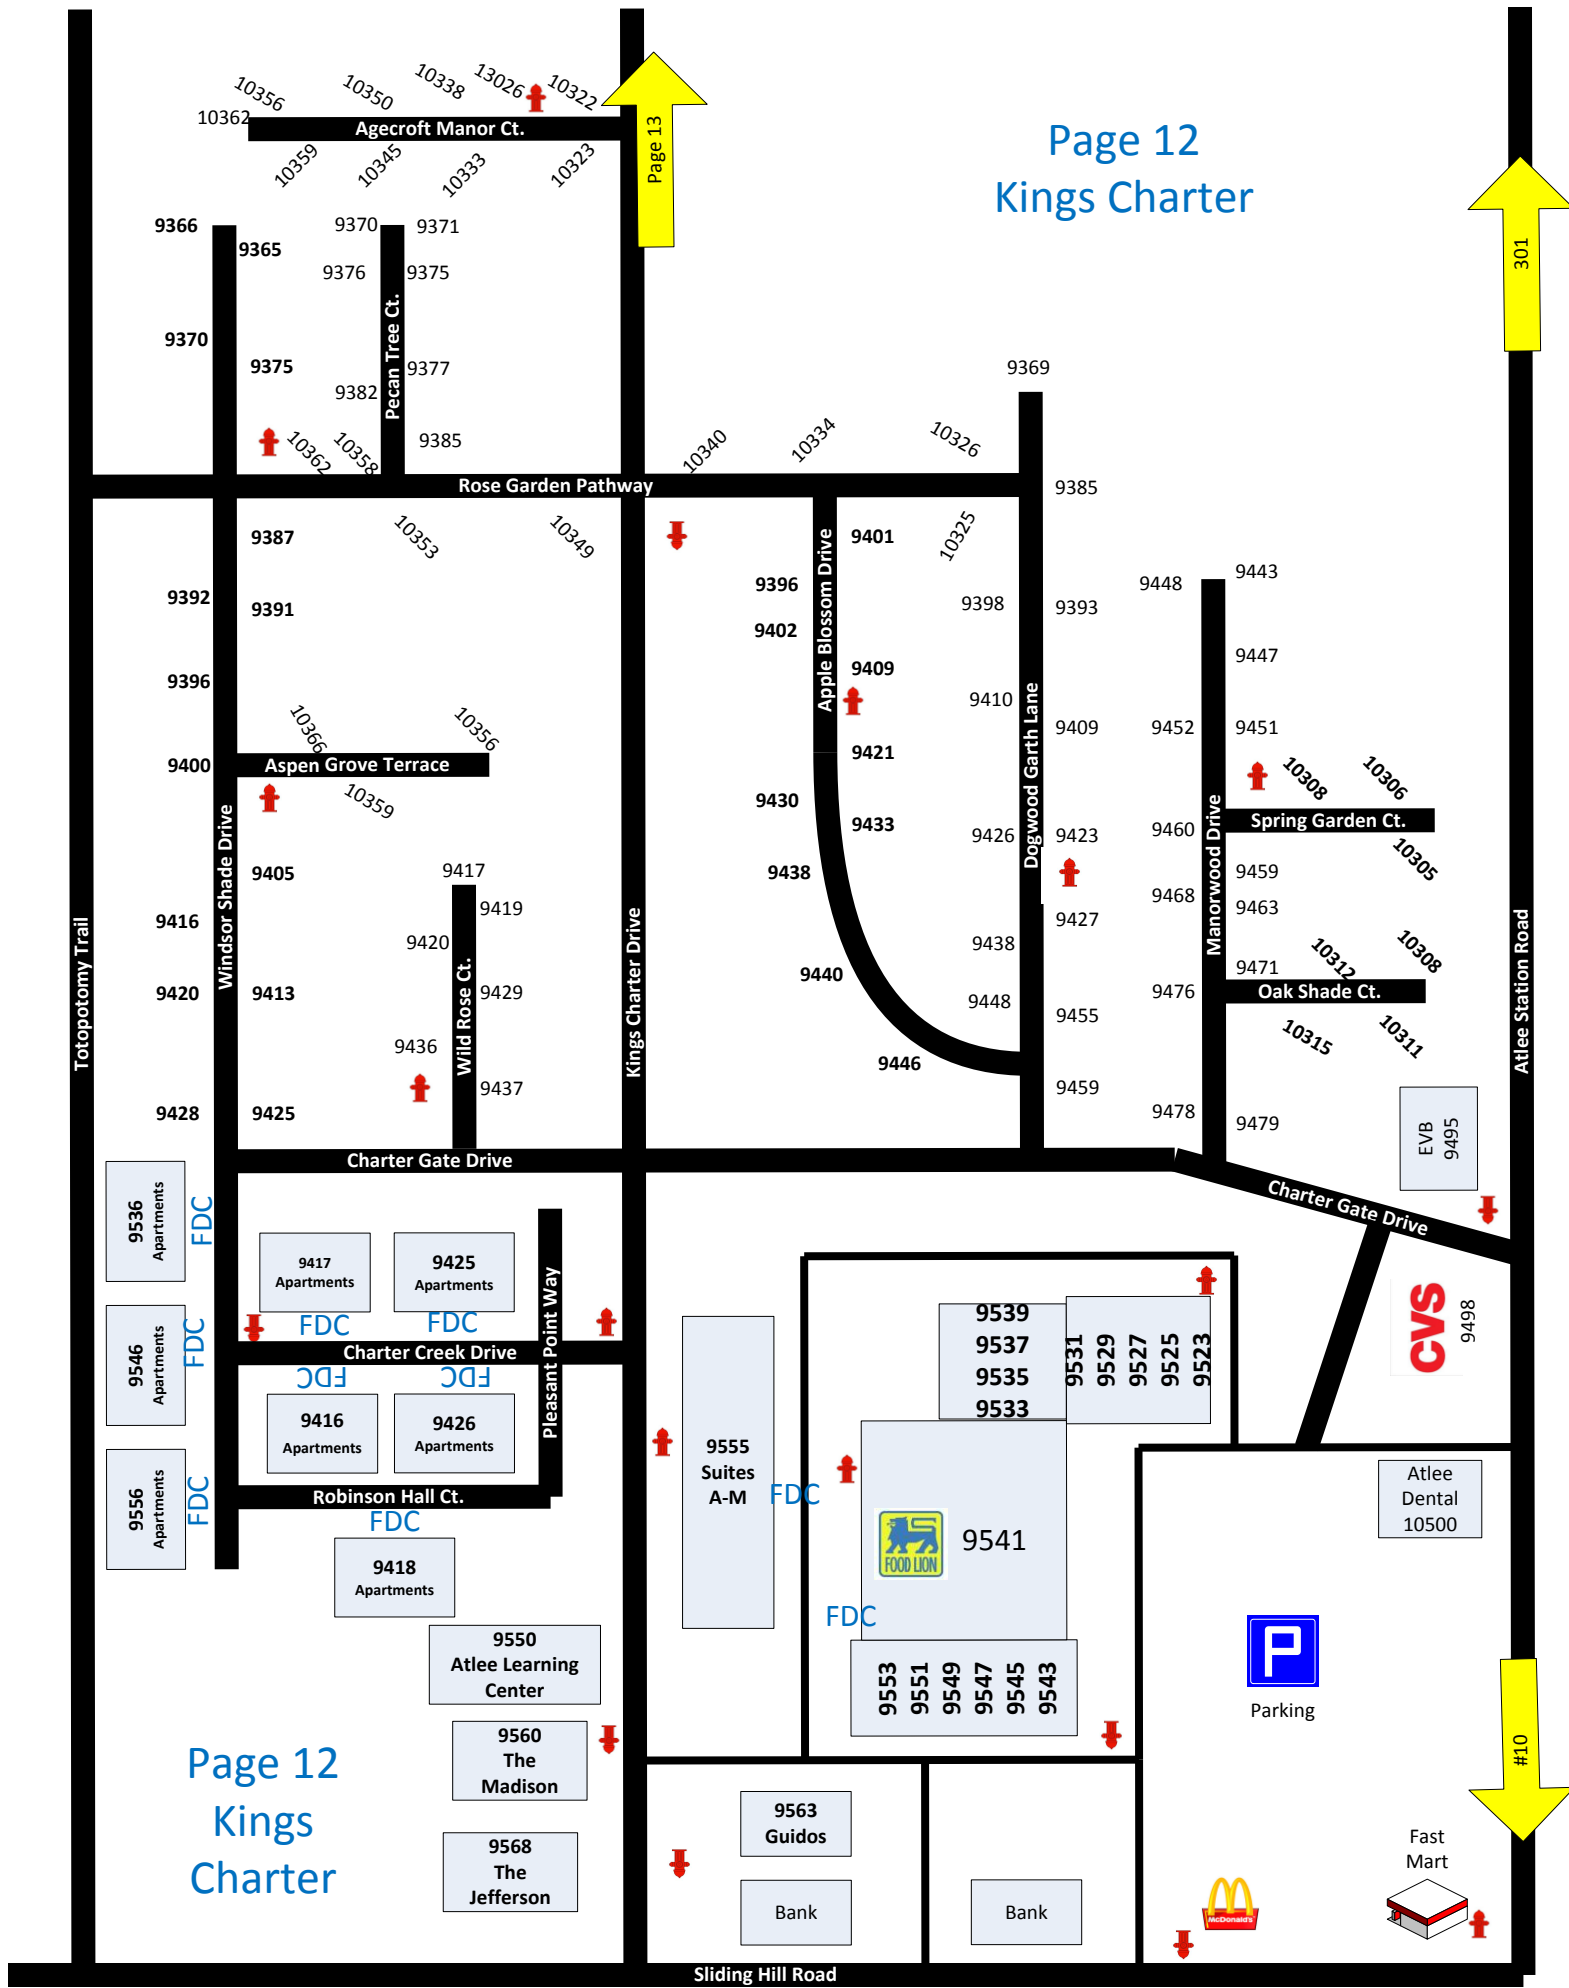 10356
10350
10338
13026
10322
10362
Agecroft Manor Ct.
10359
10345
10333
10323
Page 13
Page 12
Kings Charter
301
9366
9365
9370
9371
9376
9375
Pecan Tree Ct.
9370
9375
9377
9382
9385
10362
10358
9369
10340
10334
10326
Rose Garden Pathway
9385
9387
10353
10349
9401
10325
9392
9391
9396
9402
Apple Blossom Drive
9398
9393
9448
9443
9447
9396
9409
9410
9409
9452
9451
10366
10356
9400
Aspen Grove Terrace
10359
9421
Dogwood Garth Lane
10308
10306
9430
9433
9426
9423
9460
Spring Garden Ct.
10305
Windsor Shade Drive
9405
9417
9438
9459
Manorwood Drive
9468
9463
9416
9419
9420
9427
9438
Totopotomy Trail
Kings Charter Drive
Atlee Station Road
9420
9413
9429
Wild Rose Ct.
9440
9448
9455
9471
10312
10308
9476
Oak Shade Ct.
10315
10311
9436
9437
9446
9459
9428
9425
9478
9479
EVB
9495
Charter Gate Drive
Charter Gate Drive
9536
Apartments
FDC
9417
Apartments
9425
Apartments
FDC
FDC
Pleasant Point Way
9546
Apartments
FDC
Charter Creek Drive
FDC
FDC
9416
Apartments
9426
Apartments
9556
Apartments
FDC
Robinson Hall Ct.
FDC
9418
Apartments
9539
9537
9535
9533
9531
9529
9527
9525
9523
CVS
9498
9555
Suites
A-M
FDC
FOOD LION
9541
FDC
Atlee
Dental
10500
9550
Atlee Learning
Center
9553
9551
9549
9547
9545
9543
P
Parking
#10
9560
The
Madison
Page 12
Kings
Charter
9568
The
Jefferson
9563
Guidos
Bank
Bank
McDonald's
Fast
Mart
Sliding Hill Road